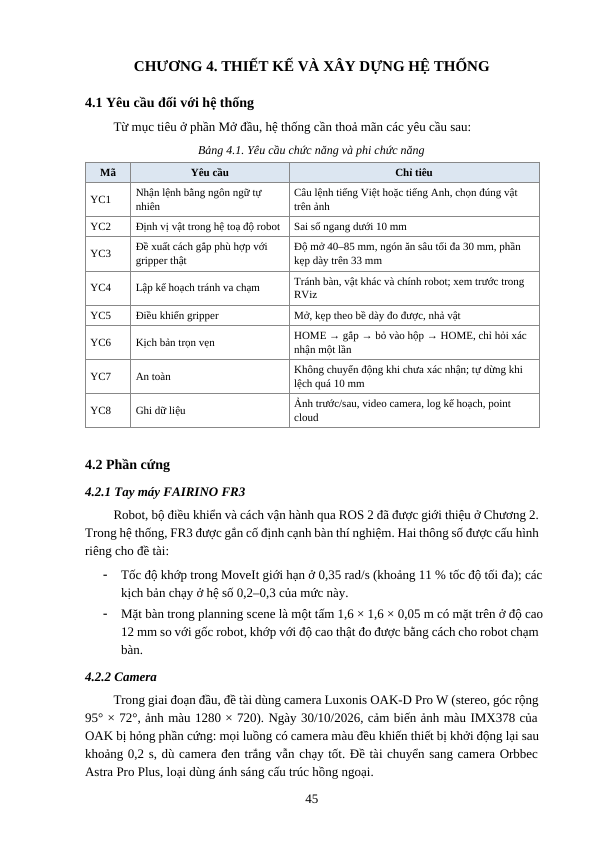 CHƯƠNG 4. THIẾT KẾ VÀ XÂY DỰNG HỆ THỐNG
4.1 Yêu cầu đối với hệ thống
Từ mục tiêu ở phần Mở đầu, hệ thống cần thoả mãn các yêu cầu sau:
Bảng 4.1. Yêu cầu chức năng và phi chức năng
Mã Yêu cầu Chỉ tiêu
YC1 Nhận lệnh bằng ngôn ngữ tự nhiên Câu lệnh tiếng Việt hoặc tiếng Anh, chọn đúng vật trên ảnh
YC2 Định vị vật trong hệ toạ độ robot Sai số ngang dưới 10 mm
YC3 Đề xuất cách gắp phù hợp với gripper thật Độ mở 40–85 mm, ngón ăn sâu tối đa 30 mm, phần kẹp dày trên 33 mm
YC4 Lập kế hoạch tránh va chạm Tránh bàn, vật khác và chính robot; xem trước trong RViz
YC5 Điều khiển gripper Mở, kẹp theo bề dày đo được, nhả vật
YC6 Kịch bản trọn vẹn HOME → gắp → bỏ vào hộp → HOME, chỉ hỏi xác nhận một lần
YC7 An toàn Không chuyển động khi chưa xác nhận; tự dừng khi lệch quá 10 mm
YC8 Ghi dữ liệu Ảnh trước/sau, video camera, log kế hoạch, point cloud
4.2 Phần cứng
4.2.1 Tay máy FAIRINO FR3
Robot, bộ điều khiển và cách vận hành qua ROS 2 đã được giới thiệu ở Chương 2.
Trong hệ thống, FR3 được gắn cố định cạnh bàn thí nghiệm. Hai thông số được cấu hình
riêng cho đề tài:
- Tốc độ khớp trong MoveIt giới hạn ở 0,35 rad/s (khoảng 11 % tốc độ tối đa); các
kịch bản chạy ở hệ số 0,2–0,3 của mức này.
- Mặt bàn trong planning scene là một tấm 1,6 × 1,6 × 0,05 m có mặt trên ở độ cao
12 mm so với gốc robot, khớp với độ cao thật đo được bằng cách cho robot chạm
bàn.
4.2.2 Camera
Trong giai đoạn đầu, đề tài dùng camera Luxonis OAK-D Pro W (stereo, góc rộng
95° × 72°, ảnh màu 1280 × 720). Ngày 30/10/2026, cảm biến ảnh màu IMX378 của
OAK bị hỏng phần cứng: mọi luồng có camera màu đều khiến thiết bị khởi động lại sau
khoảng 0,2 s, dù camera đen trắng vẫn chạy tốt. Đề tài chuyển sang camera Orbbec
Astra Pro Plus, loại dùng ánh sáng cấu trúc hồng ngoại.
45